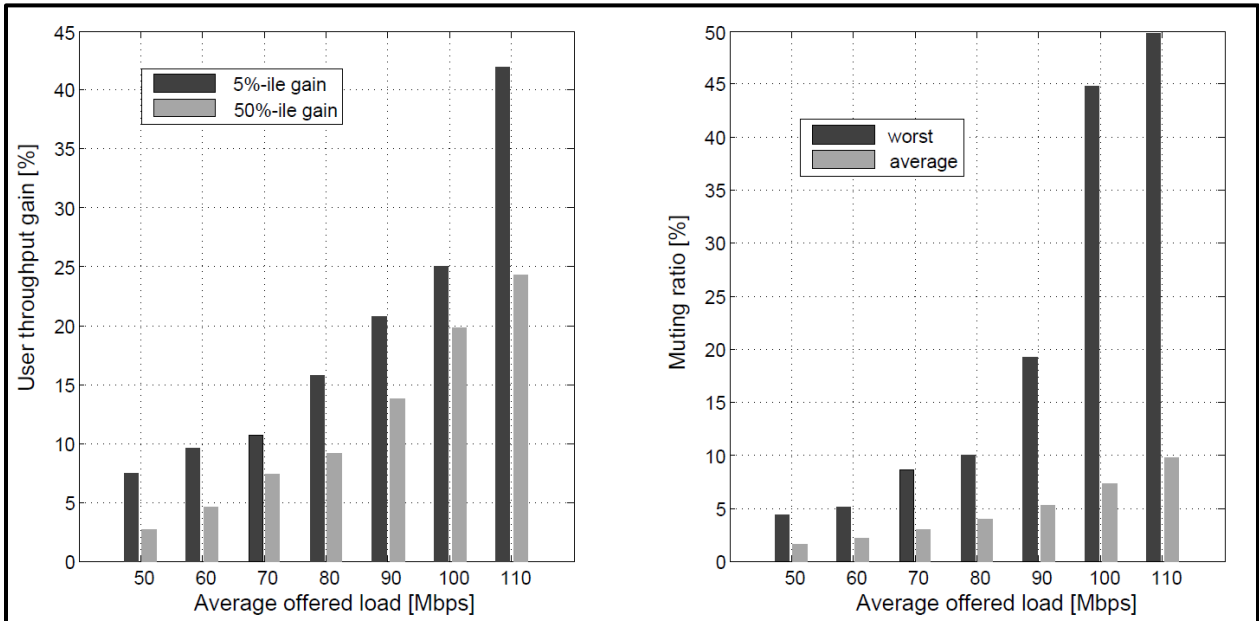 45
40
35
30
25
20
15
10
5
0
User throughput gain [%]
5%-ile gain
50%-ile gain
50 60 70 80 90 100 110
Average offered load [Mbps]
50
45
40
35
30
25
20
15
10
5
0
Muting ratio [%]
worst
average
50 60 70 80 90 100 110
Average offered load [Mbps]